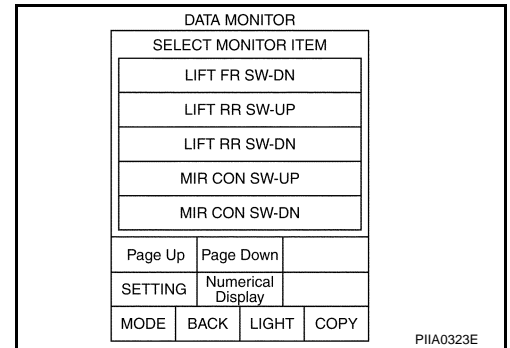 DATA MONITOR
SELECT MONITOR ITEM
LIFT FR SW-DN
LIFT RR SW-UP
LIFT RR SW-DN
MIR CON SW-UP
MIR CON SW-DN
Page Up Page Down
SETTING Numerical
Display
MODE BACK LIGHT COPY
PIIA0323E